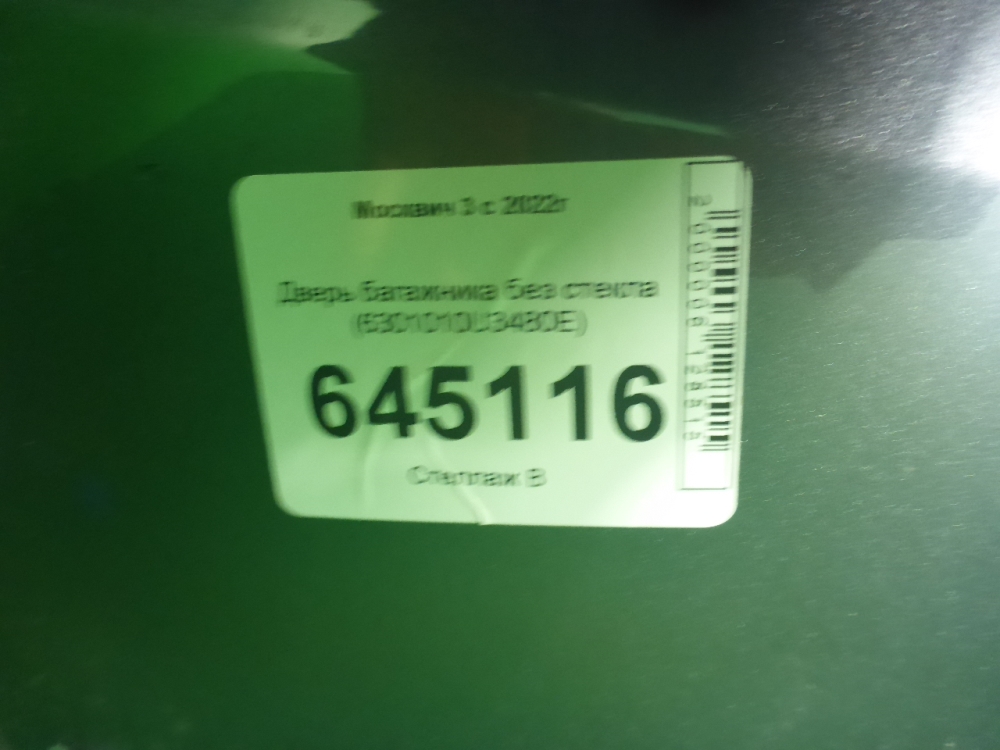 Москвич 3 с 2022г
Дверь багажника без стекла
(6301010U3480E)
645116
Стеллаж В